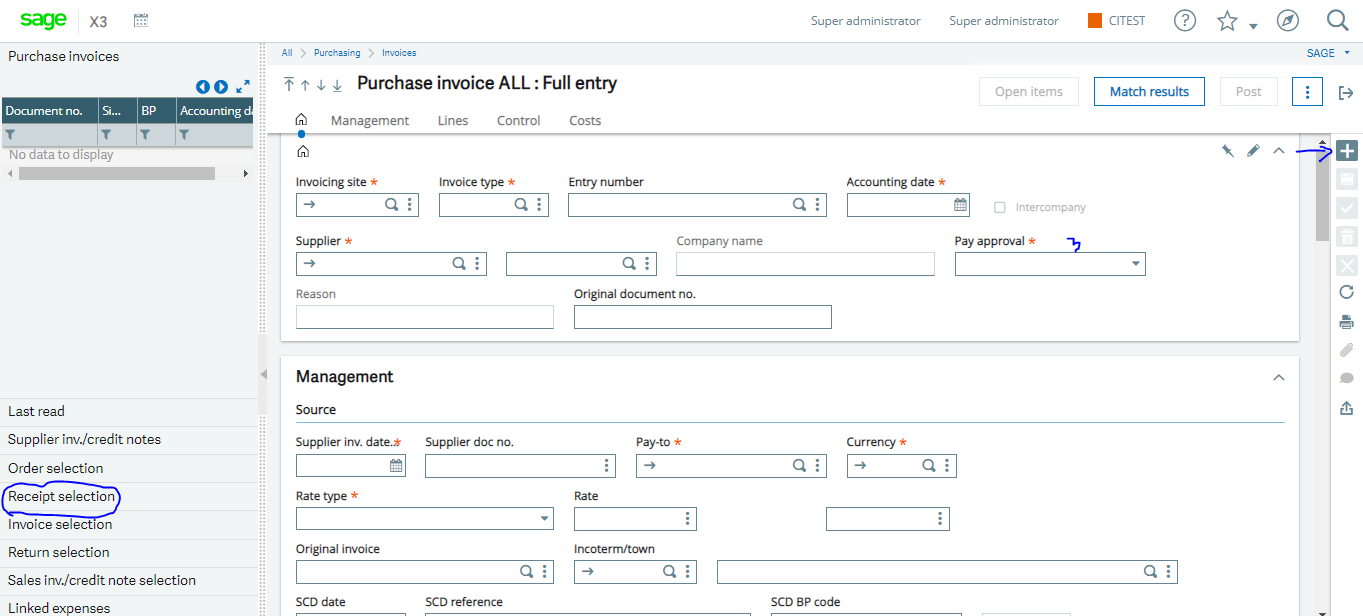 sage X3 Super administrator Super administrator CITEST
Purchase invoices
All > Purchasing > Invoices SAGE
Purchase invoice ALL : Full entry
Open items Match results Post
Document no. Si... BP Accounting da
No data to display
Management Lines Control Costs
Invoicing site * Invoice type * Entry number Accounting date *
Intercompany
Supplier * Company name Pay approval *
Reason Original document no.
Management
Source
Supplier inv. date..* Supplier doc no. Pay-to * Currency *
Rate type * Rate
Original invoice Incoterm/town
SCD date SCD reference SCD BP code
Last read
Supplier inv./credit notes
Order selection
Receipt selection
Invoice selection
Return selection
Sales inv./credit note selection
Linked expenses